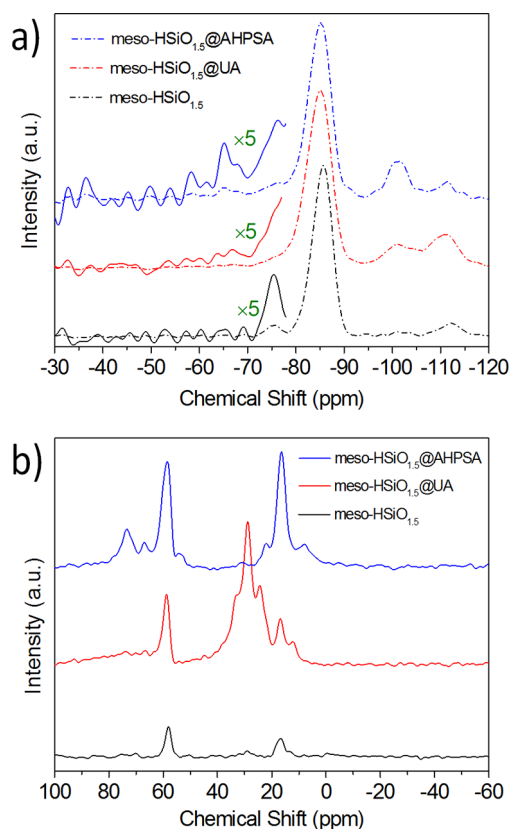 a)
meso-HSiO1.5@AHPSA
meso-HSiO1.5@UA
meso-HSiO1.5
×5
×5
×5
Intensity (a.u.)
-30 -40 -50 -60 -70 -80 -90 -100 -110 -120
Chemical Shift (ppm)
b)
meso-HSiO1.5@AHPSA
meso-HSiO1.5@UA
meso-HSiO1.5
Intensity (a.u.)
100 80 60 40 20 0 -20 -40 -60
Chemical Shift (ppm)